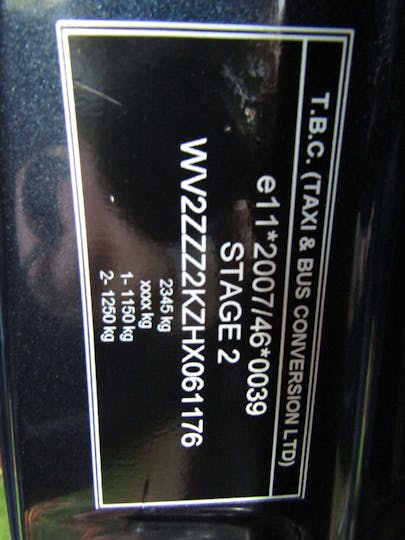 T.B.C. (TAXI & BUS CONVERSION LTD)
e11*2007/46*0039
STAGE 2
WV2ZZZ2KZHX061176
2345 kg
xxxx kg
1- 1150 kg
2- 1250 kg